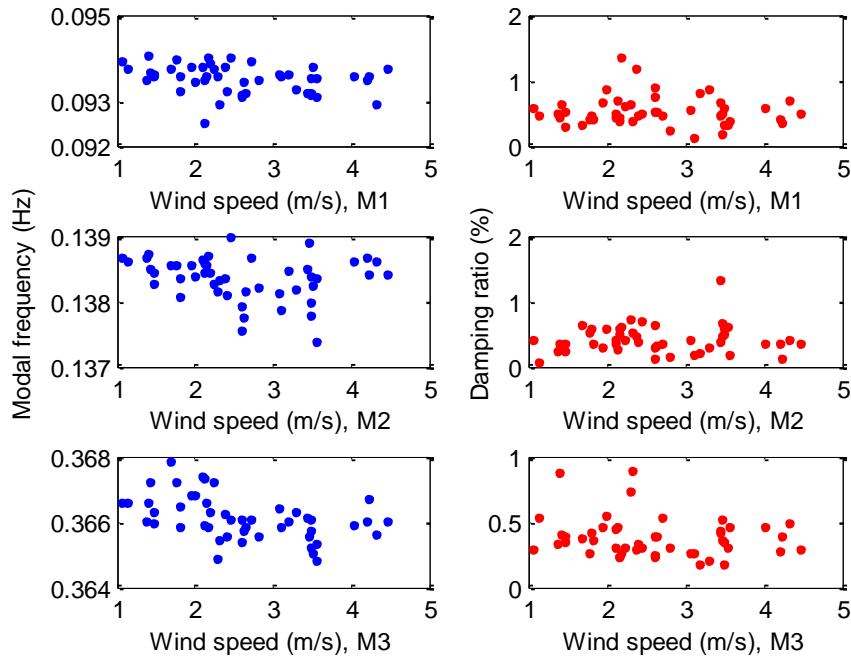 0.095
0.093
0.092
1 2 3 4 5
Wind speed (m/s), M1
2
1
0
1 2 3 4 5
Wind speed (m/s), M1
Modal frequency (Hz)
0.139
0.138
0.137
1 2 3 4 5
Wind speed (m/s), M2
Damping ratio (%)
2
1
0
1 2 3 4 5
Wind speed (m/s), M2
0.368
0.366
0.364
1 2 3 4 5
Wind speed (m/s), M3
1
0.5
0
1 2 3 4 5
Wind speed (m/s), M3